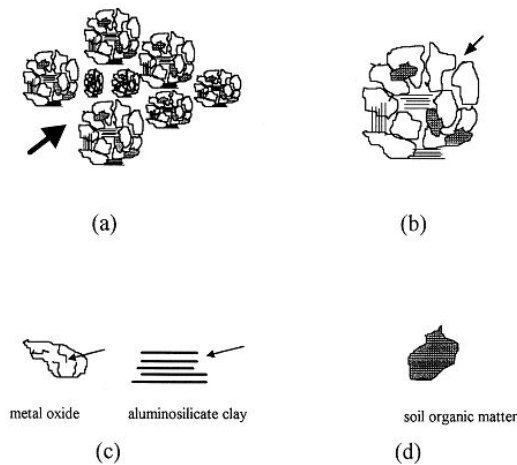 (a)
(b)
metal oxide
aluminosilicate clay
soil organic matter
(c)
(d)